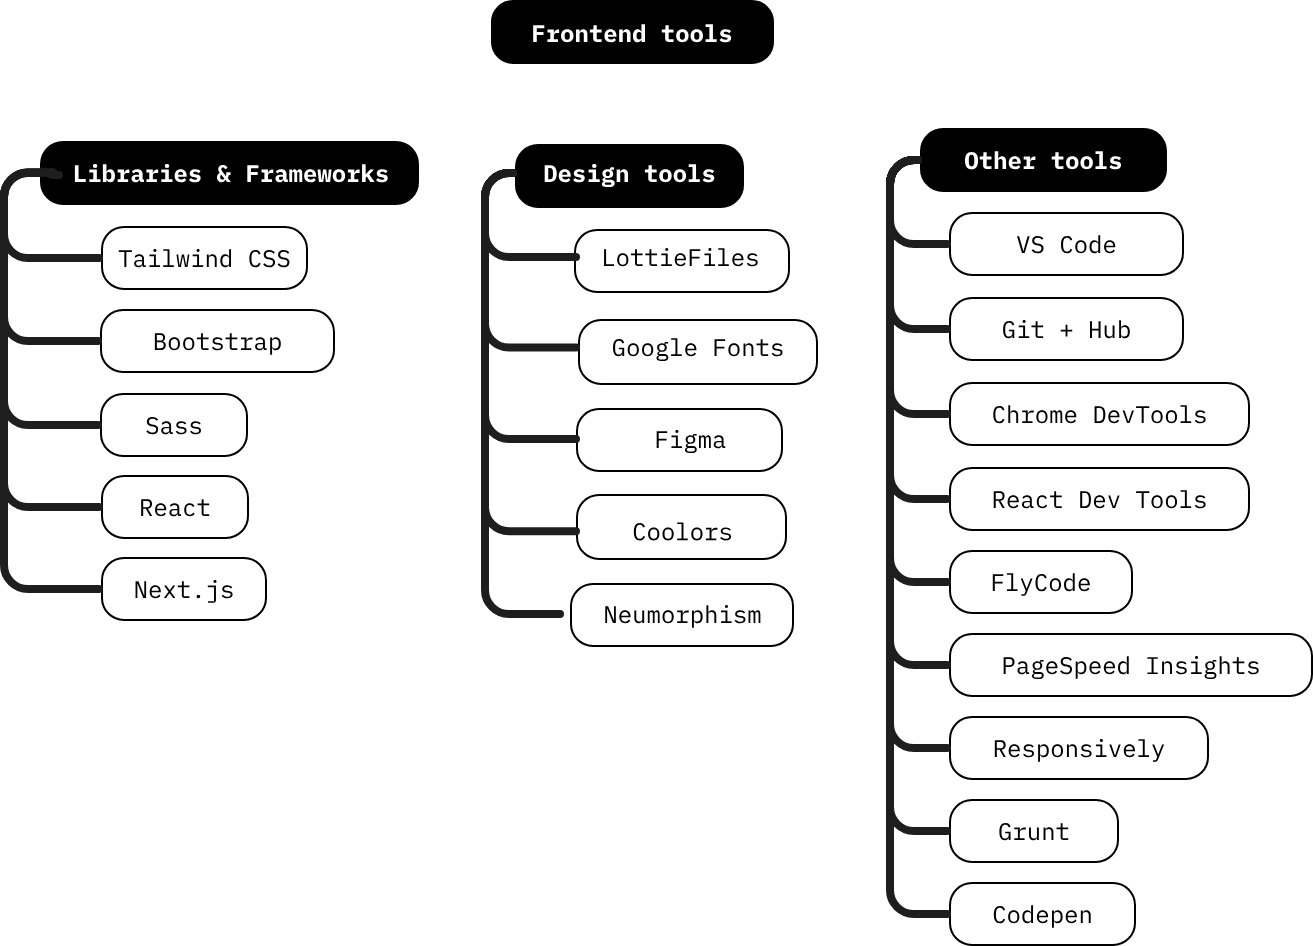 Frontend tools
Libraries & Frameworks
Tailwind CSS
Bootstrap
Sass
React
Next.js
Design tools
LottieFiles
Google Fonts
Figma
Coolors
Neumorphism
Other tools
VS Code
Git + Hub
Chrome DevTools
React Dev Tools
FlyCode
PageSpeed Insights
Responsively
Grunt
Codepen